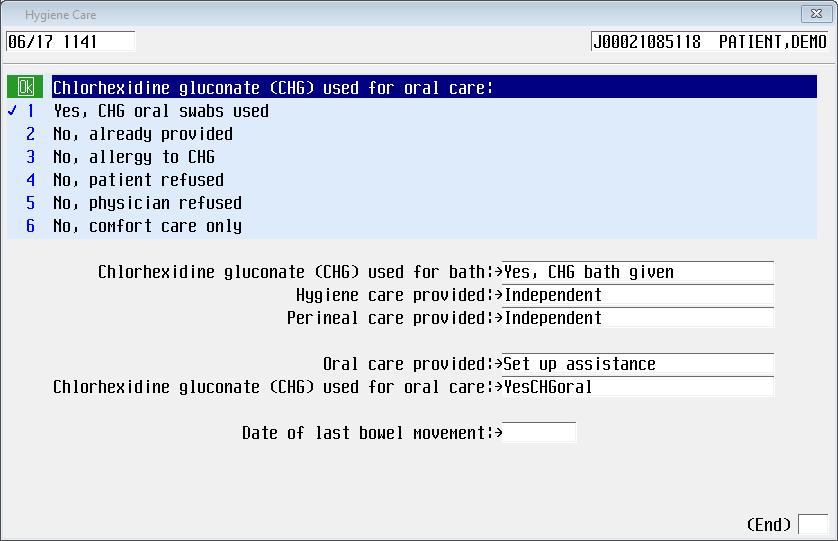 Hygiene Care
06/17 1141 J00021085118 PATIENT,DEMO
Ok Chlorhexidine gluconate (CHG) used for oral care:
✓ 1 Yes, CHG oral swabs used
2 No, already provided
3 No, allergy to CHG
4 No, patient refused
5 No, physician refused
6 No, comfort care only
Chlorhexidine gluconate (CHG) used for bath:→Yes, CHG bath given
Hygiene care provided:→Independent
Perineal care provided:→Independent
Oral care provided:→Set up assistance
Chlorhexidine gluconate (CHG) used for oral care:→YesCHGoral
Date of last bowel movement:→
(End)